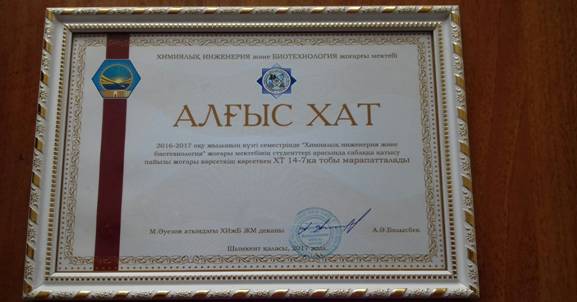 ХИМИЯЛЫҚ ИНЖЕНЕРИЯ және БИОТЕХНОЛОГИЯ жоғарғы мектебі
АЛҒЫС ХАТ
2016-2017 оқу жылының күзгі семестрінде "Химиялық инженерия және
биотехнология" жоғары мектебінің студенттері арасында сабаққа қатысу
пайызы жоғары көрсеткіш көрсеткен ХТ 14-7қа тобы марапатталады
М.Әуезов атындағы ХИжБ ЖМ деканы
А.Ә.Болысбек
Шымкент қаласы, 2017 жыл.